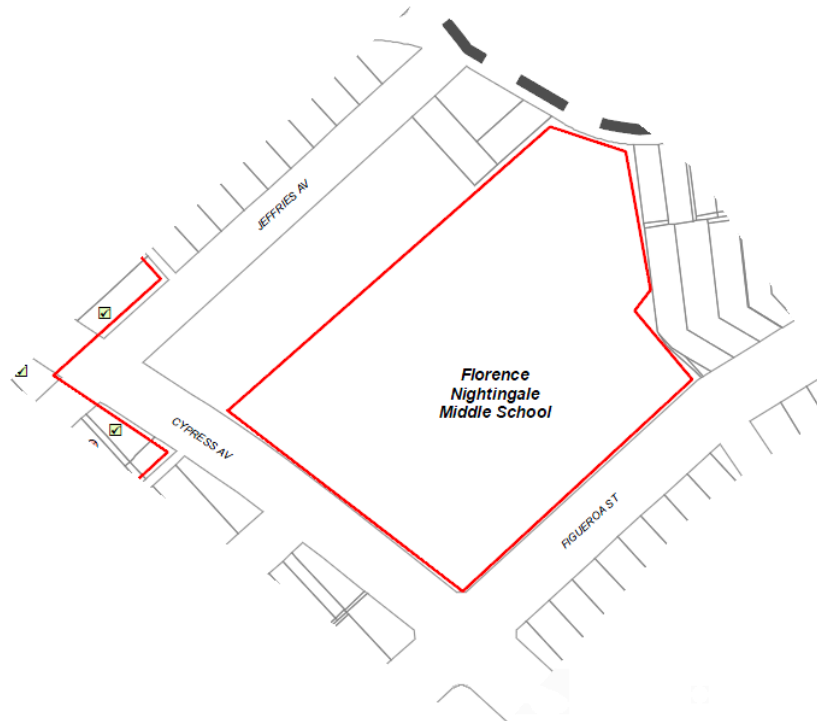 JEFFRIES AV
Florence
Nightingale
Middle School
CYPRESS AV
FIGUEROA ST